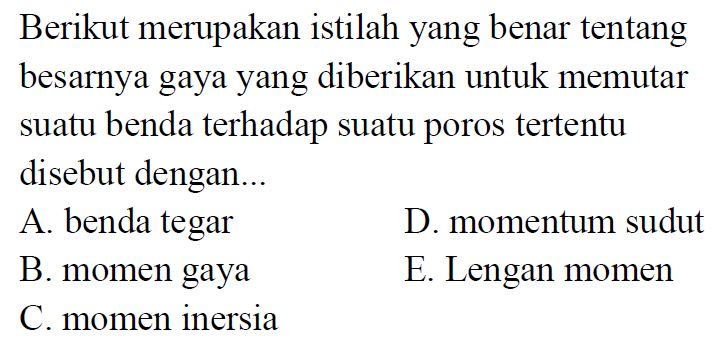 Berikut merupakan istilah yang benar tentang
besarnya gaya yang diberikan untuk memutar
suatu benda terhadap suatu poros tertentu
disebut dengan...
A. benda tegar D. momentum sudut
B. momen gaya E. Lengan momen
C. momen inersia